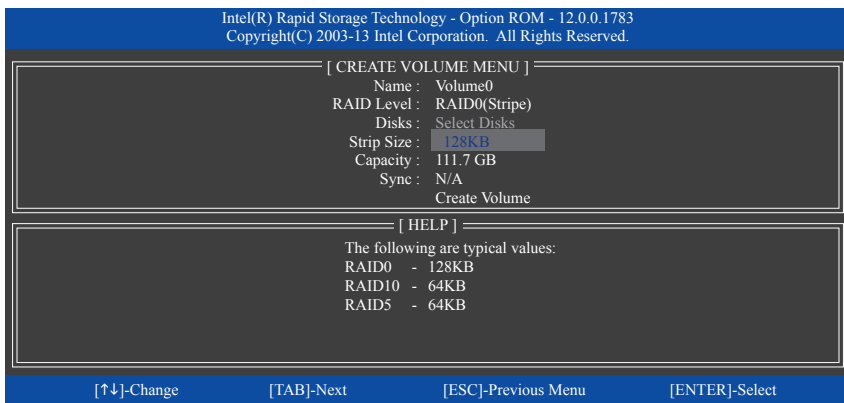 Intel(R) Rapid Storage Technology - Option ROM - 12.0.0.1783
Copyright(C) 2003-13 Intel Corporation. All Rights Reserved.
[ CREATE VOLUME MENU ]
Name : Volume0
RAID Level : RAID0(Stripe)
Disks : Select Disks
Strip Size : 128KB
Capacity : 111.7 GB
Sync : N/A
Create Volume
[ HELP ]
The following are typical values:
RAID0 - 128KB
RAID10 - 64KB
RAID5 - 64KB
[↑↓]-Change [TAB]-Next [ESC]-Previous Menu [ENTER]-Select